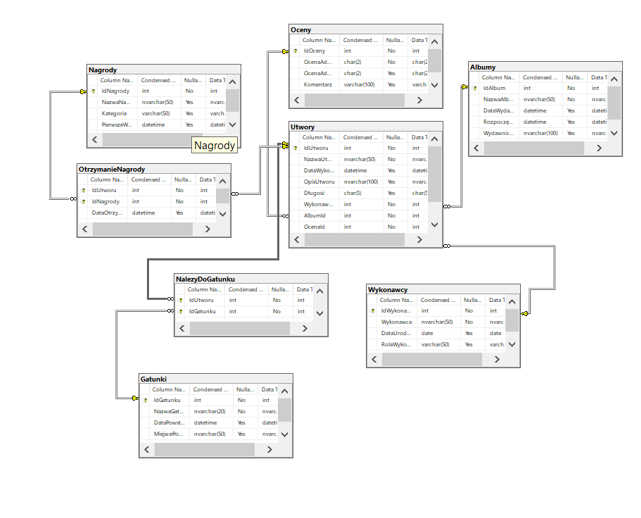 Oceny
Column Na... Condensed ... Nulla... Data T
IdOceny int No int
OcenaAd... char(2) No char(2
OcenaAd... char(2) Yes char(2
Komentarz varchar(100) Yes varch.
Nagrody
Column Na... Condensed ... Nulla... Data T
IdNagrody int No int
NazwaNa... nvarchar(50) Yes nvarc.
Kategoria varchar(50) Yes varch.
PierwszeW... datetime Yes dateti
Nagrody
Albumy
Column Na... Condensed ... Nulla... Data T
IdAlbum int No int
NazwaAlb... nvarchar(50) No nvarc.
DataWyda... datetime Yes dateti
Rozpoczę... datetime Yes dateti
Wydawnic... nvarchar(100) Yes nvarc.
Utwory
Column Na... Condensed ... Nulla... Data T
IdUtworu int No int
NazwaUt... nvarchar(50) No nvarc.
DataWyko... datetime Yes dateti
OpisUtworu nvarchar(100) Yes nvarc.
Długość char(5) Yes char(5
Wykonaw... int No int
AlbumId int No int
OcenaId int No int
OtrzymanieNagrody
Column Na... Condensed ... Nulla... Data T
IdUtworu int No int
IdNagrody int No int
DataOtrzy... datetime Yes dateti
NalezyDoGatunku
Column Na... Condensed ... Nulla... Data T
IdUtworu int No int
IdGatunku int No int
Wykonawcy
Column Na... Condensed ... Nulla... Data T
IdWykona... int No int
Wykonawca nvarchar(50) No nvarc.
DataUrod... date Yes date
RolaWyko... varchar(50) Yes varch.
Gatunki
Column Na... Condensed ... Nulla... Data T
IdGatunku int No int
NazwaGat... nvarchar(20) No nvarc.
DataPowst... datetime Yes dateti
MiejscePo... nvarchar(50) Yes nvarc.